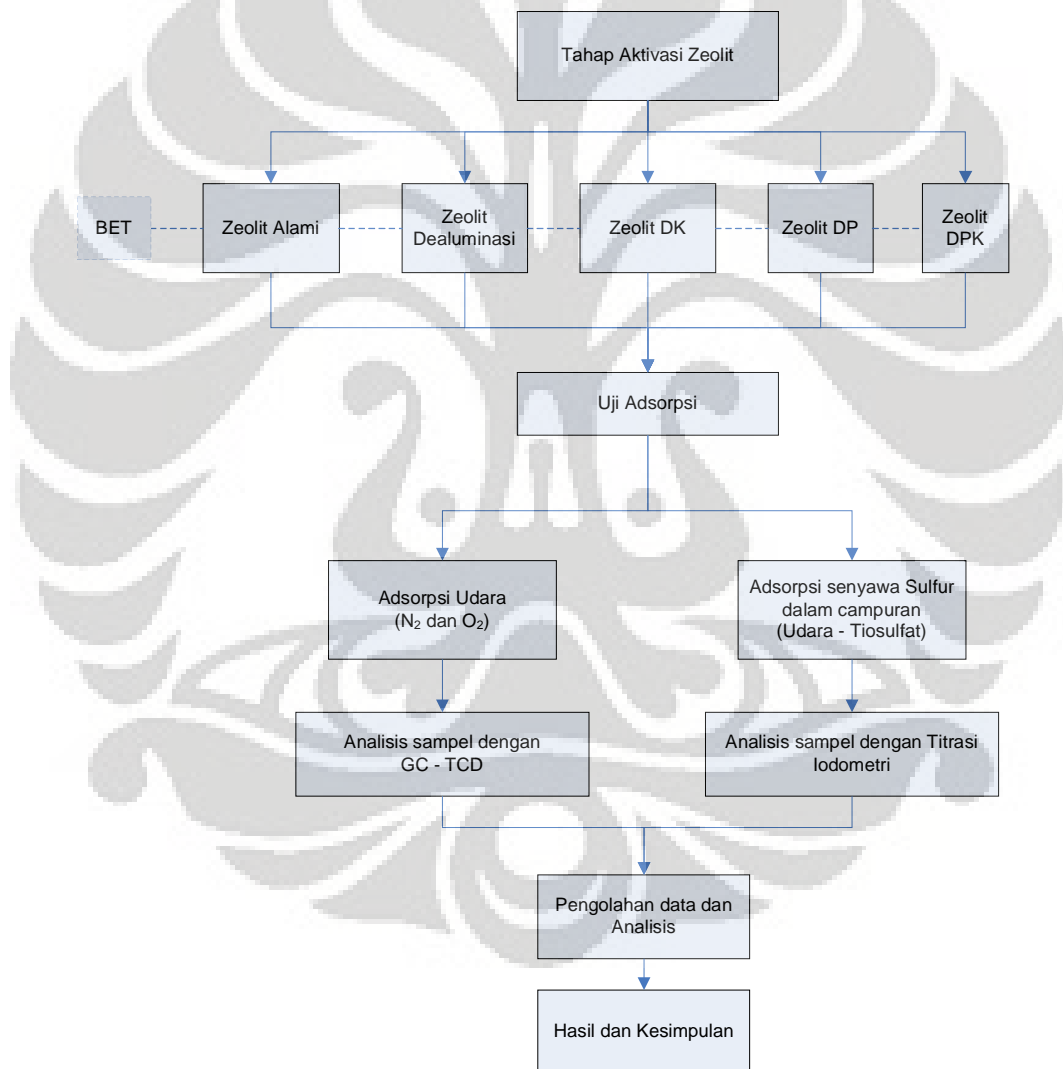 Tahap Aktivasi Zeolit
BET
Zeolit Alami
Zeolit
Dealuminasi
Zeolit DK
Zeolit DP
Zeolit
DPK
Uji Adsorpsi
Adsorpsi Udara
(N₂ dan O₂)
Adsorpsi senyawa Sulfur
dalam campuran
(Udara - Tiosulfat)
Analisis sampel dengan
GC - TCD
Analisis sampel dengan Titrasi
Iodometri
Pengolahan data dan
Analisis
Hasil dan Kesimpulan